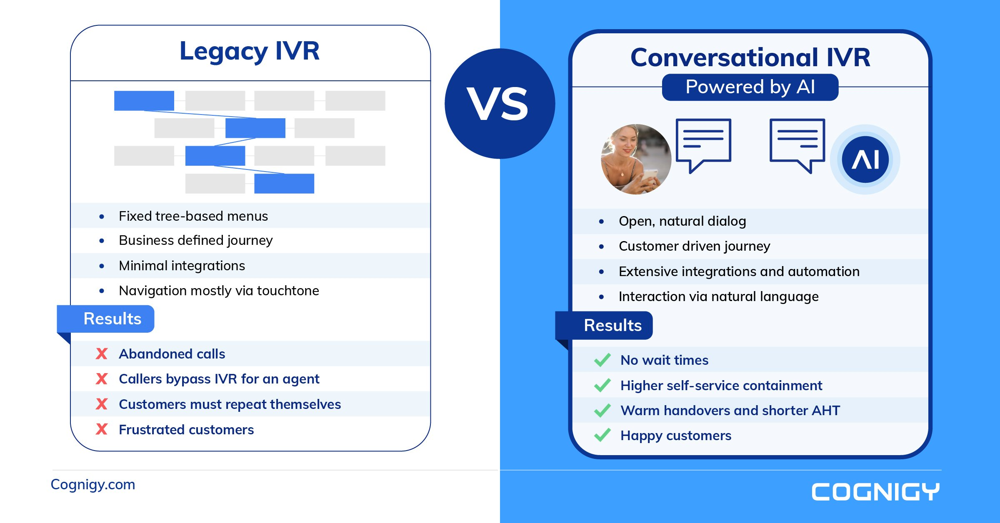 Legacy IVR
Fixed tree-based menus
Business defined journey
Minimal integrations
Navigation mostly via touchtone
Results
Abandoned calls
Callers bypass IVR for an agent
Customers must repeat themselves
Frustrated customers
VS
Conversational IVR
Powered by AI
AI
Open, natural dialog
Customer driven journey
Extensive integrations and automation
Interaction via natural language
Results
No wait times
Higher self-service containment
Warm handovers and shorter AHT
Happy customers
Cognigy.com
COGNIGY